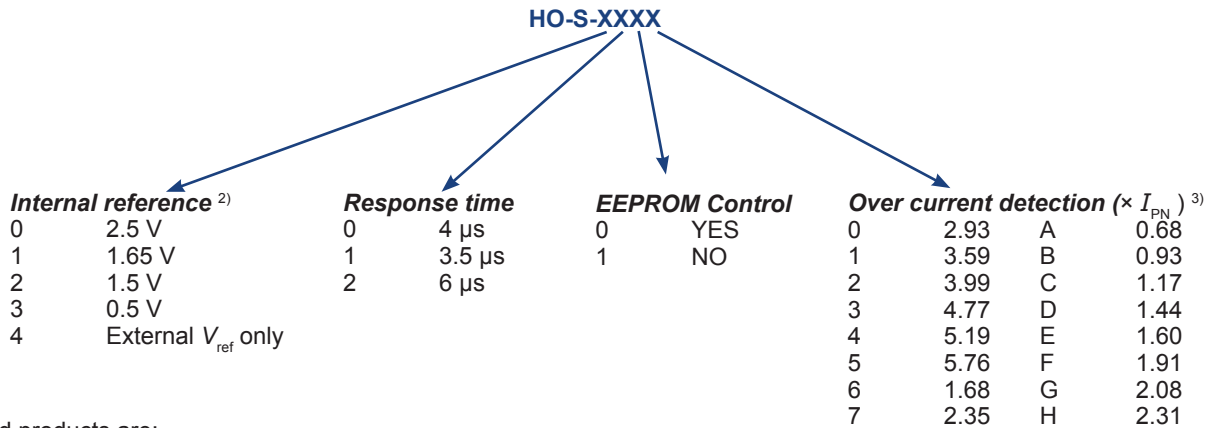 HO-S-XXXX
Internal reference 2) Response time EEPROM Control Over current detection (× I_PN ) 3)
0 2.5 V 0 4 µs 0 YES 0 2.93 A 0.68
1 1.65 V 1 3.5 µs 1 NO 1 3.59 B 0.93
2 1.5 V 2 6 µs 2 3.99 C 1.17
3 0.5 V 3 4.77 D 1.44
4 External V_ref only 4 5.19 E 1.60
5 5.76 F 1.91
6 1.68 G 2.08
7 2.35 H 2.31
d products are: